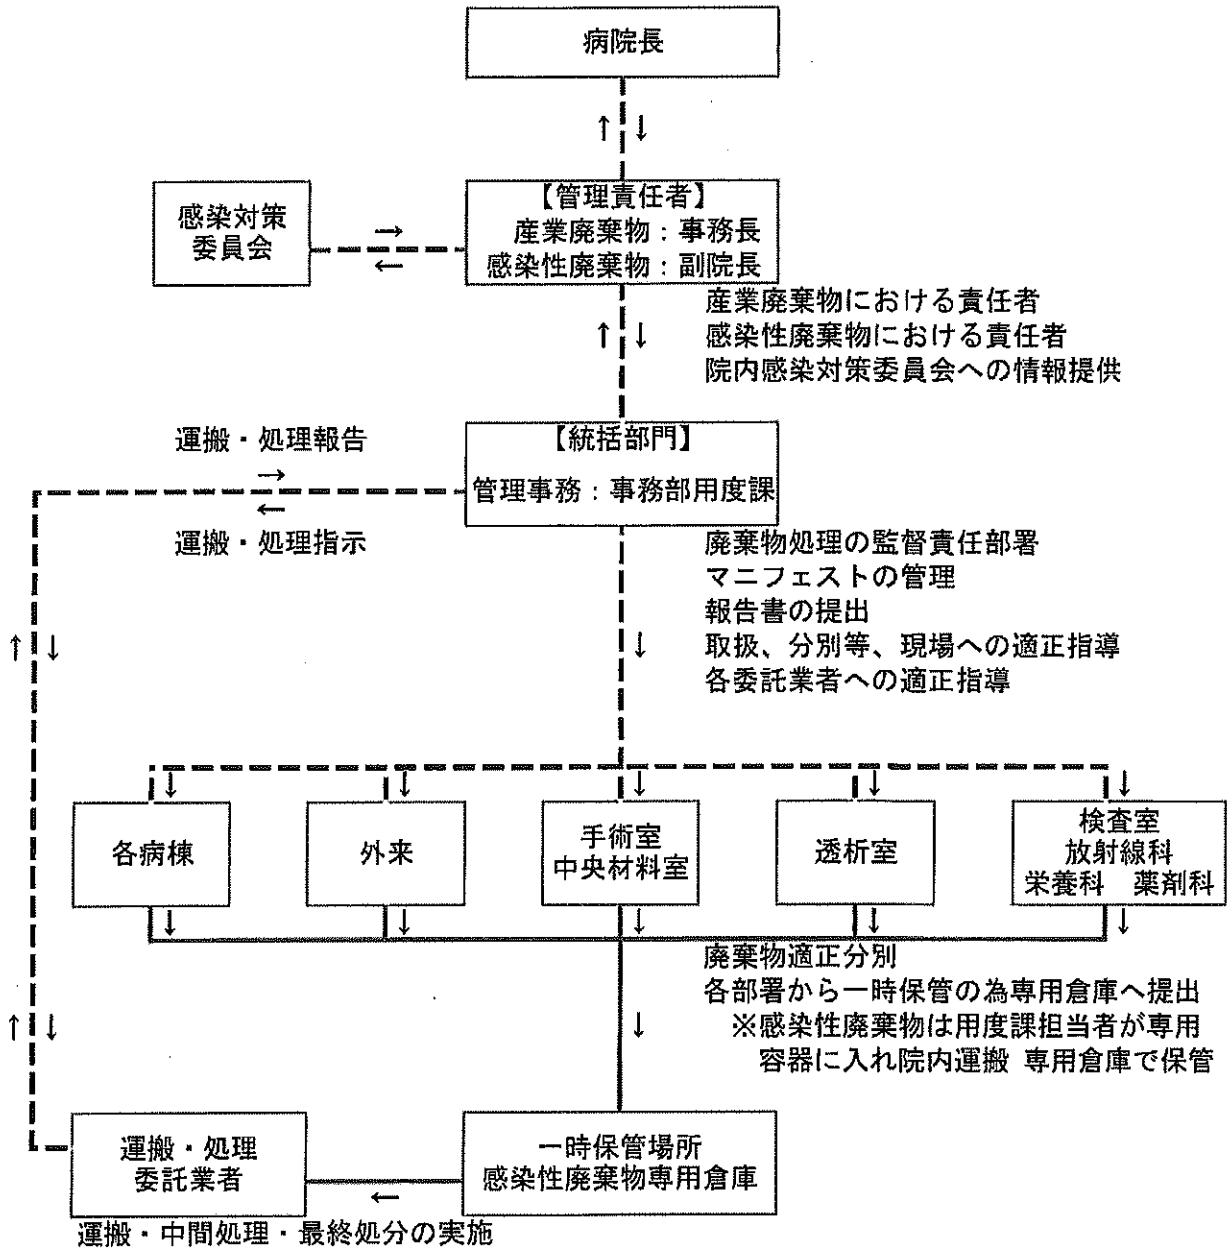 病院長
↑ ↓
感染対策
委員会
→
←
【管理責任者】
産業廃棄物：事務長
感染性廃棄物：副院長
↑ ↓
産業廃棄物における責任者
感染性廃棄物における責任者
院内感染対策委員会への情報提供
運搬・処理報告
→
←
運搬・処理指示
【統括部門】
管理事務：事務部用度課
廃棄物処理の監督責任部署
マニフェストの管理
報告書の提出
取扱、分別等、現場への適正指導
各委託業者への適正指導
↑ ↓
↓
↓ ↓ ↓ ↓ ↓
各病棟
外来
手術室
中央材料室
透析室
検査室
放射線科
栄養科　薬剤科
↓ ↓ ↓ ↓ ↓
廃棄物適正分別
各部署から一時保管の為専用倉庫へ提出
※感染性廃棄物は用度課担当者が専用
容器に入れ院内運搬 専用倉庫で保管
↑ ↓
↓
運搬・処理
委託業者
←
一時保管場所
感染性廃棄物専用倉庫
運搬・中間処理・最終処分の実施